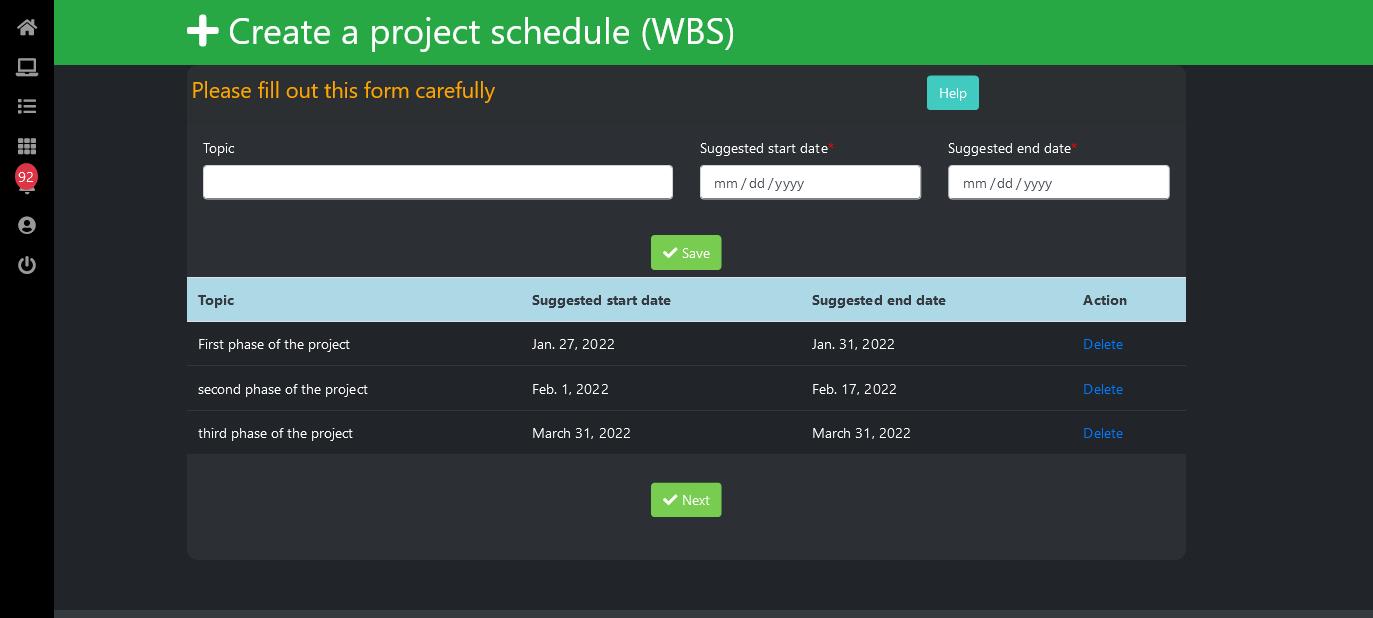 Create a project schedule (WBS)
Please fill out this form carefully
Help
Topic Suggested start date* Suggested end date*
mm/dd/yyyy mm/dd/yyyy
92
Save
Topic Suggested start date Suggested end date Action
First phase of the project Jan. 27, 2022 Jan. 31, 2022 Delete
second phase of the project Feb. 1, 2022 Feb. 17, 2022 Delete
third phase of the project March 31, 2022 March 31, 2022 Delete
Next